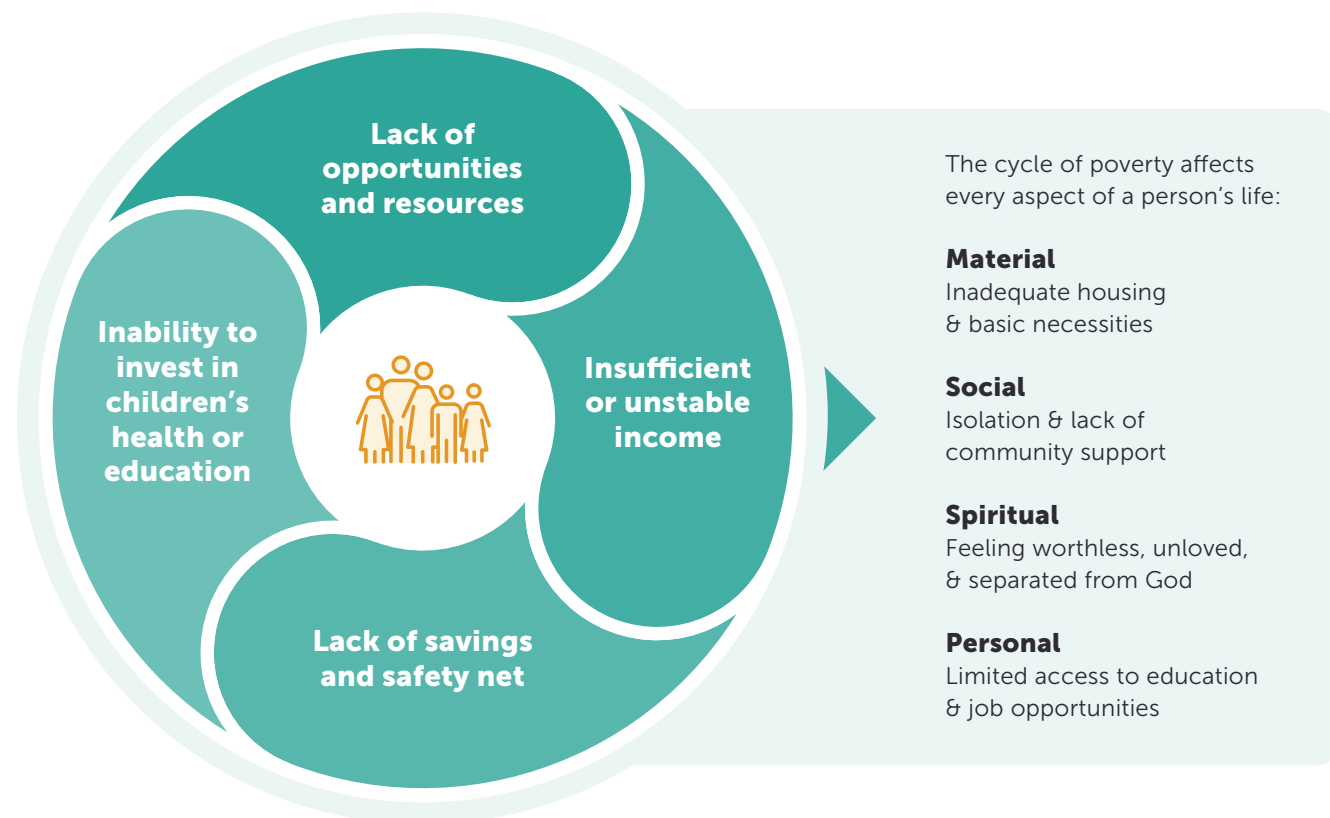 Lack of
opportunities
and resources
Insufficient
or unstable
income
Lack of savings
and safety net
Inability to
invest in
children’s
health or
education
The cycle of poverty affects
every aspect of a person’s life:
Material
Inadequate housing
& basic necessities
Social
Isolation & lack of
community support
Spiritual
Feeling worthless, unloved,
& separated from God
Personal
Limited access to education
& job opportunities